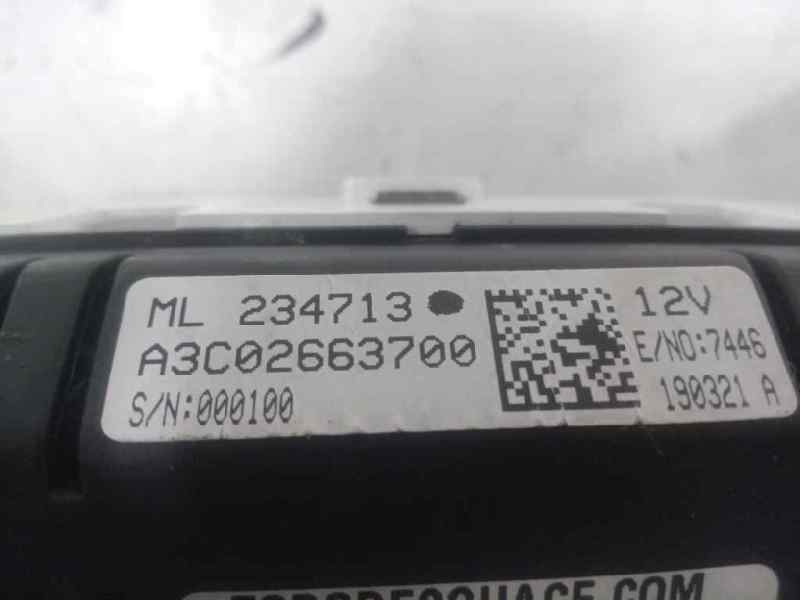 ML 234713
A3C02663700
S/N:000100
12V
E/NO:7446
190321 A